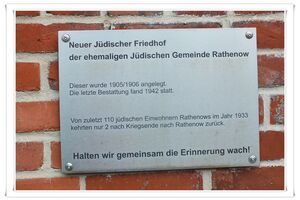 Neuer Jüdischer Friedhof
der ehemaligen Jüdischen Gemeinde Rathenow
Dieser wurde 1905/1906 angelegt.
Die letzte Bestattung fand 1942 statt.
Von zuletzt 110 jüdischen Einwohnern Rathenows im Jahr 1933
kehrten nur 2 nach Kriegsende nach Rathenow zurück.
Halten wir gemeinsam die Erinnerung wach!